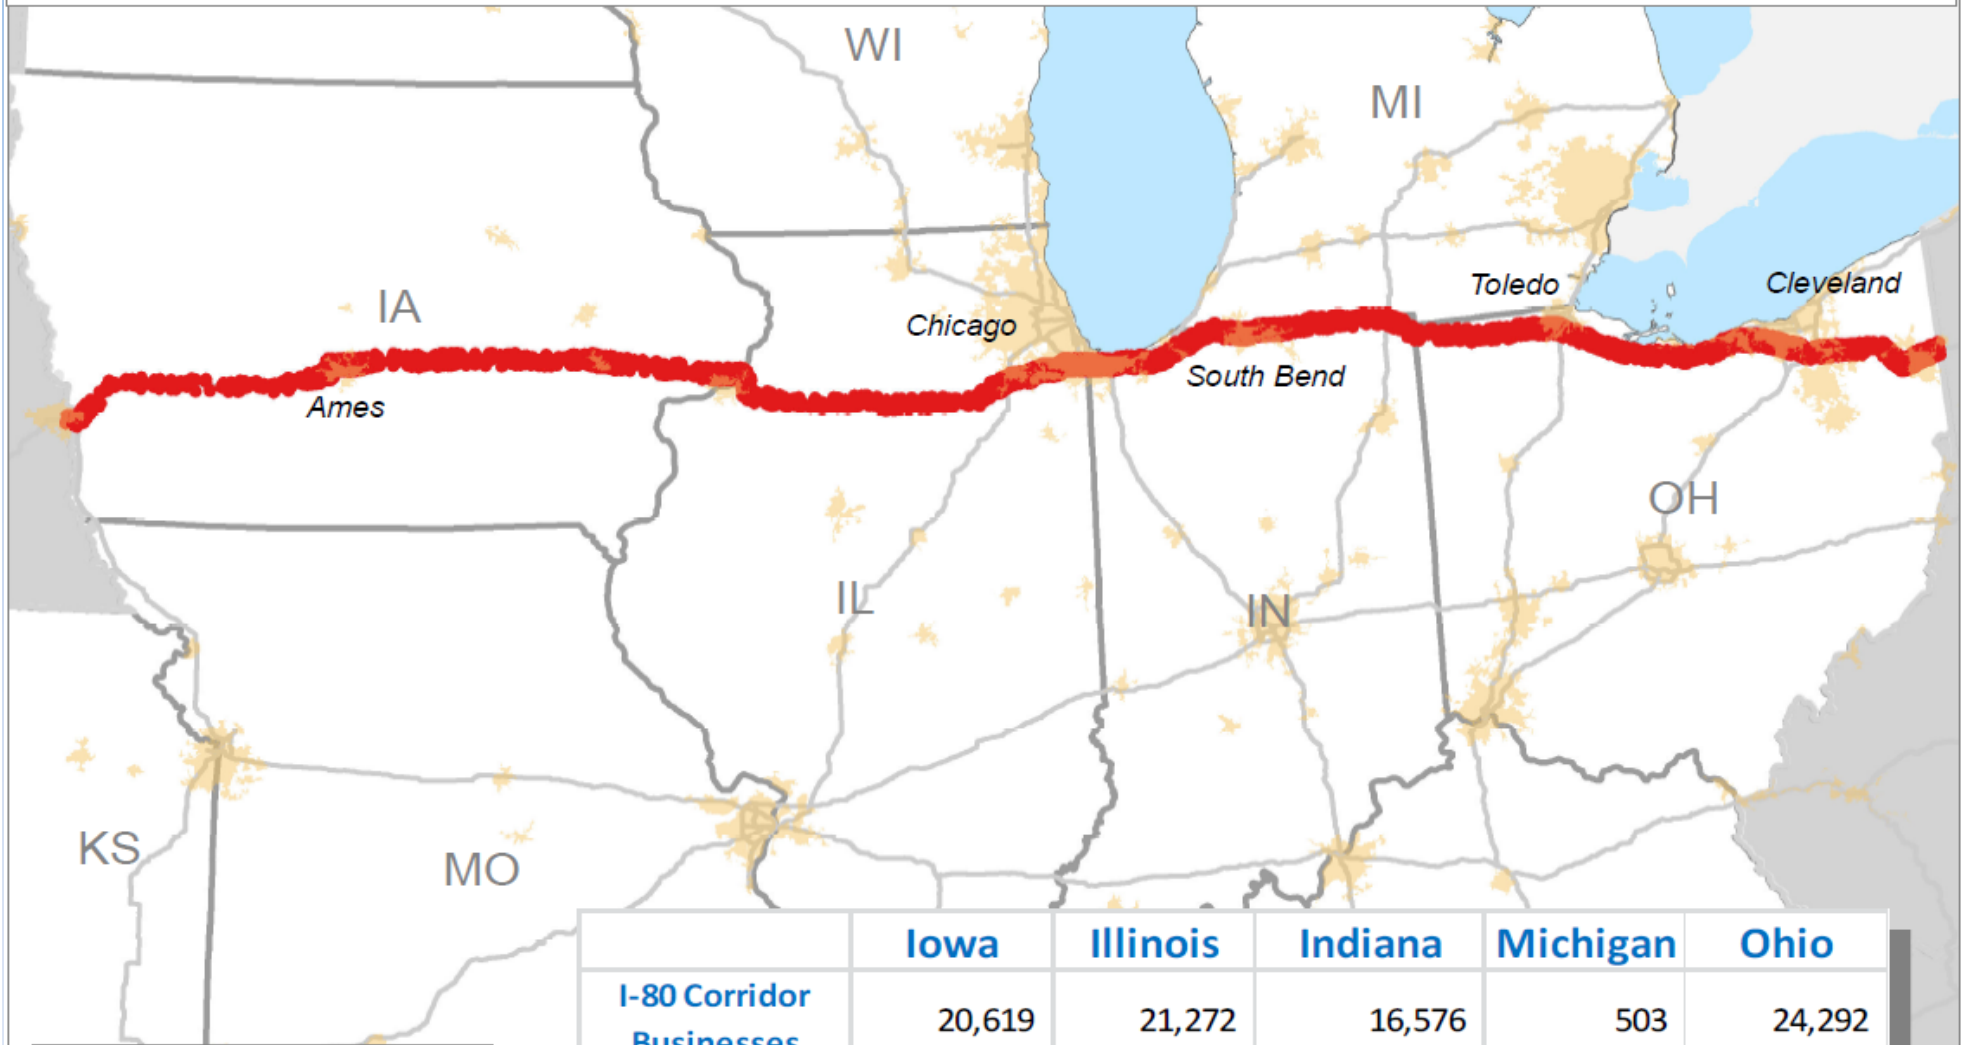 WI
MI
Toledo
Cleveland
IA
Chicago
South Bend
Ames
OH
IL
IN
KS
MO
Iowa Illinois Indiana Michigan Ohio
I-80 Corridor
Businesses 20,619 21,272 16,576 503 24,292